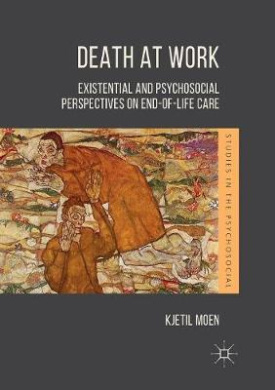 DEATH AT WORK
EXISTENTIAL AND PSYCHOSOCIAL
PERSPECTIVES ON END-OF-LIFE CARE
STUDIES IN THE PSYCHOSOCIAL
KJETIL MOEN